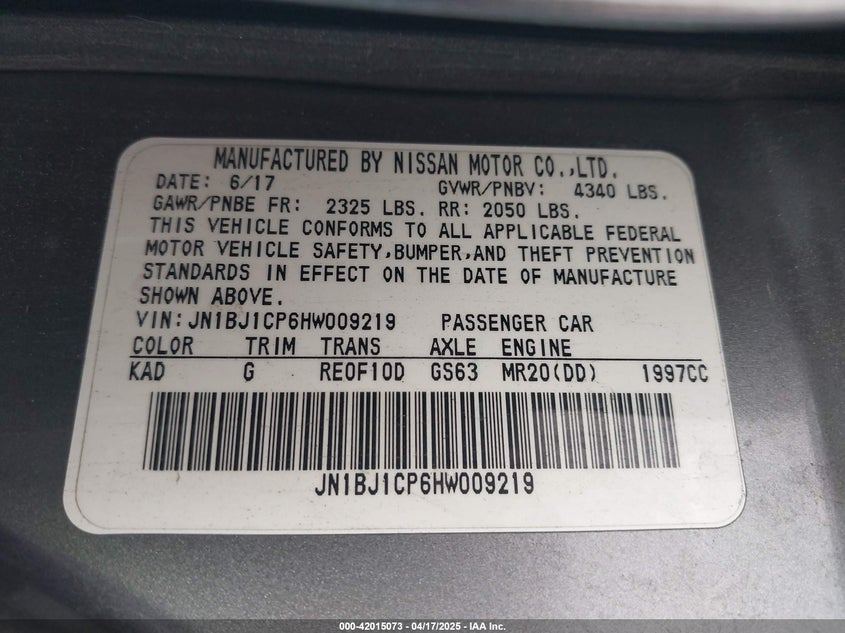 MANUFACTURED BY NISSAN MOTOR CO.,LTD.
DATE: 6/17 GVWR/PNBV: 4340 LBS.
GAWR/PNBE FR: 2325 LBS. RR: 2050 LBS.
THIS VEHICLE CONFORMS TO ALL APPLICABLE FEDERAL
MOTOR VEHICLE SAFETY,BUMPER,AND THEFT PREVENTION
STANDARDS IN EFFECT ON THE DATE OF MANUFACTURE
SHOWN ABOVE.
VIN:JN1BJ1CP6HW009219 PASSENGER CAR
COLOR TRIM TRANS AXLE ENGINE
KAD G RE0F10D GS63 MR20(DD) 1997CC
JN1BJ1CP6HW009219
000-42015073 — 04/17/2025 — IAA Inc.